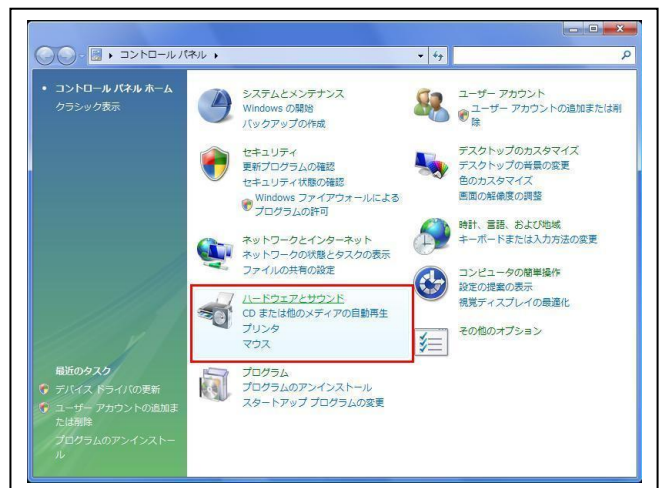 コントロール パネル
コントロール パネル ホーム
クラシック表示
システムとメンテナンス
Windows の開始
バックアップの作成
セキュリティ
更新プログラムの確認
セキュリティ状態の確認
Windows ファイアウォールによる
プログラムの許可
ネットワークとインターネット
ネットワークの状態とタスクの表示
ファイルの共有の設定
ハードウェアとサウンド
CD または他のメディアの自動再生
プリンタ
マウス
プログラム
プログラムのアンインストール
スタートアップ プログラムの変更
ユーザー アカウント
ユーザー アカウントの追加または削
除
デスクトップのカスタマイズ
デスクトップの背景の変更
色のカスタマイズ
画面の解像度の調整
時計、言語、および地域
キーボードまたは入力方法の変更
コンピュータの簡単操作
設定の提案の表示
視覚ディスプレイの最適化
その他のオプション
最近のタスク
デバイス ドライバの更新
ユーザー アカウントの追加ま
たは削除
プログラムのアンインストー
ル